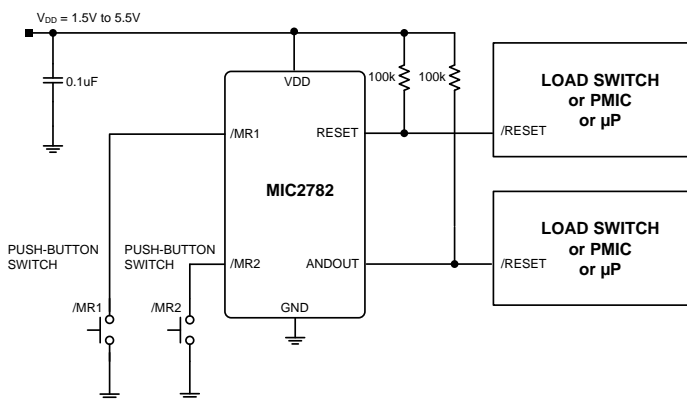 VDD = 1.5V to 5.5V
0.1uF
VDD
100k
100k
/MR1
RESET
MIC2782
/MR2
ANDOUT
GND
PUSH-BUTTON
SWITCH
/MR1
PUSH-BUTTON
SWITCH
/MR2
LOAD SWITCH
or PMIC
or µP
/RESET
LOAD SWITCH
or PMIC
or µP
/RESET